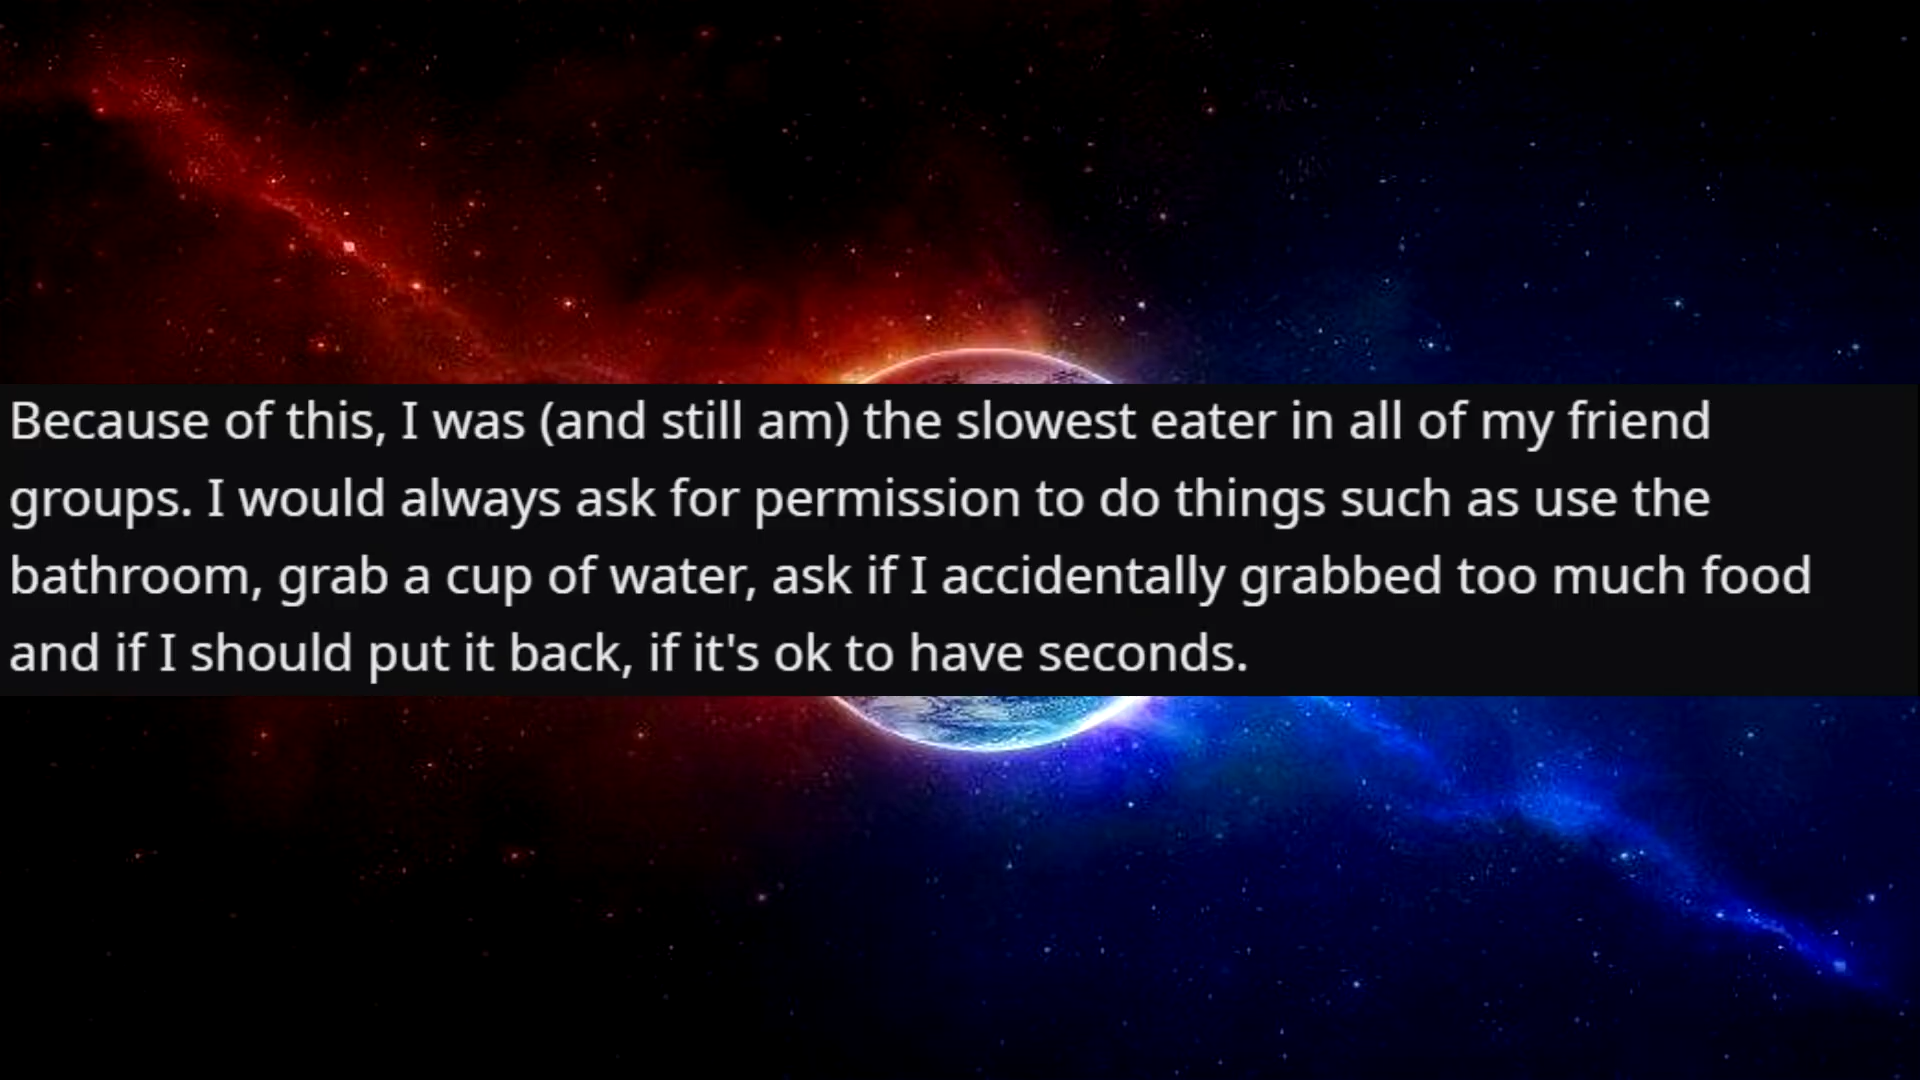 Because of this, I was (and still am) the slowest eater in all of my friend
groups. I would always ask for permission to do things such as use the
bathroom, grab a cup of water, ask if I accidentally grabbed too much food
and if I should put it back, if it's ok to have seconds.